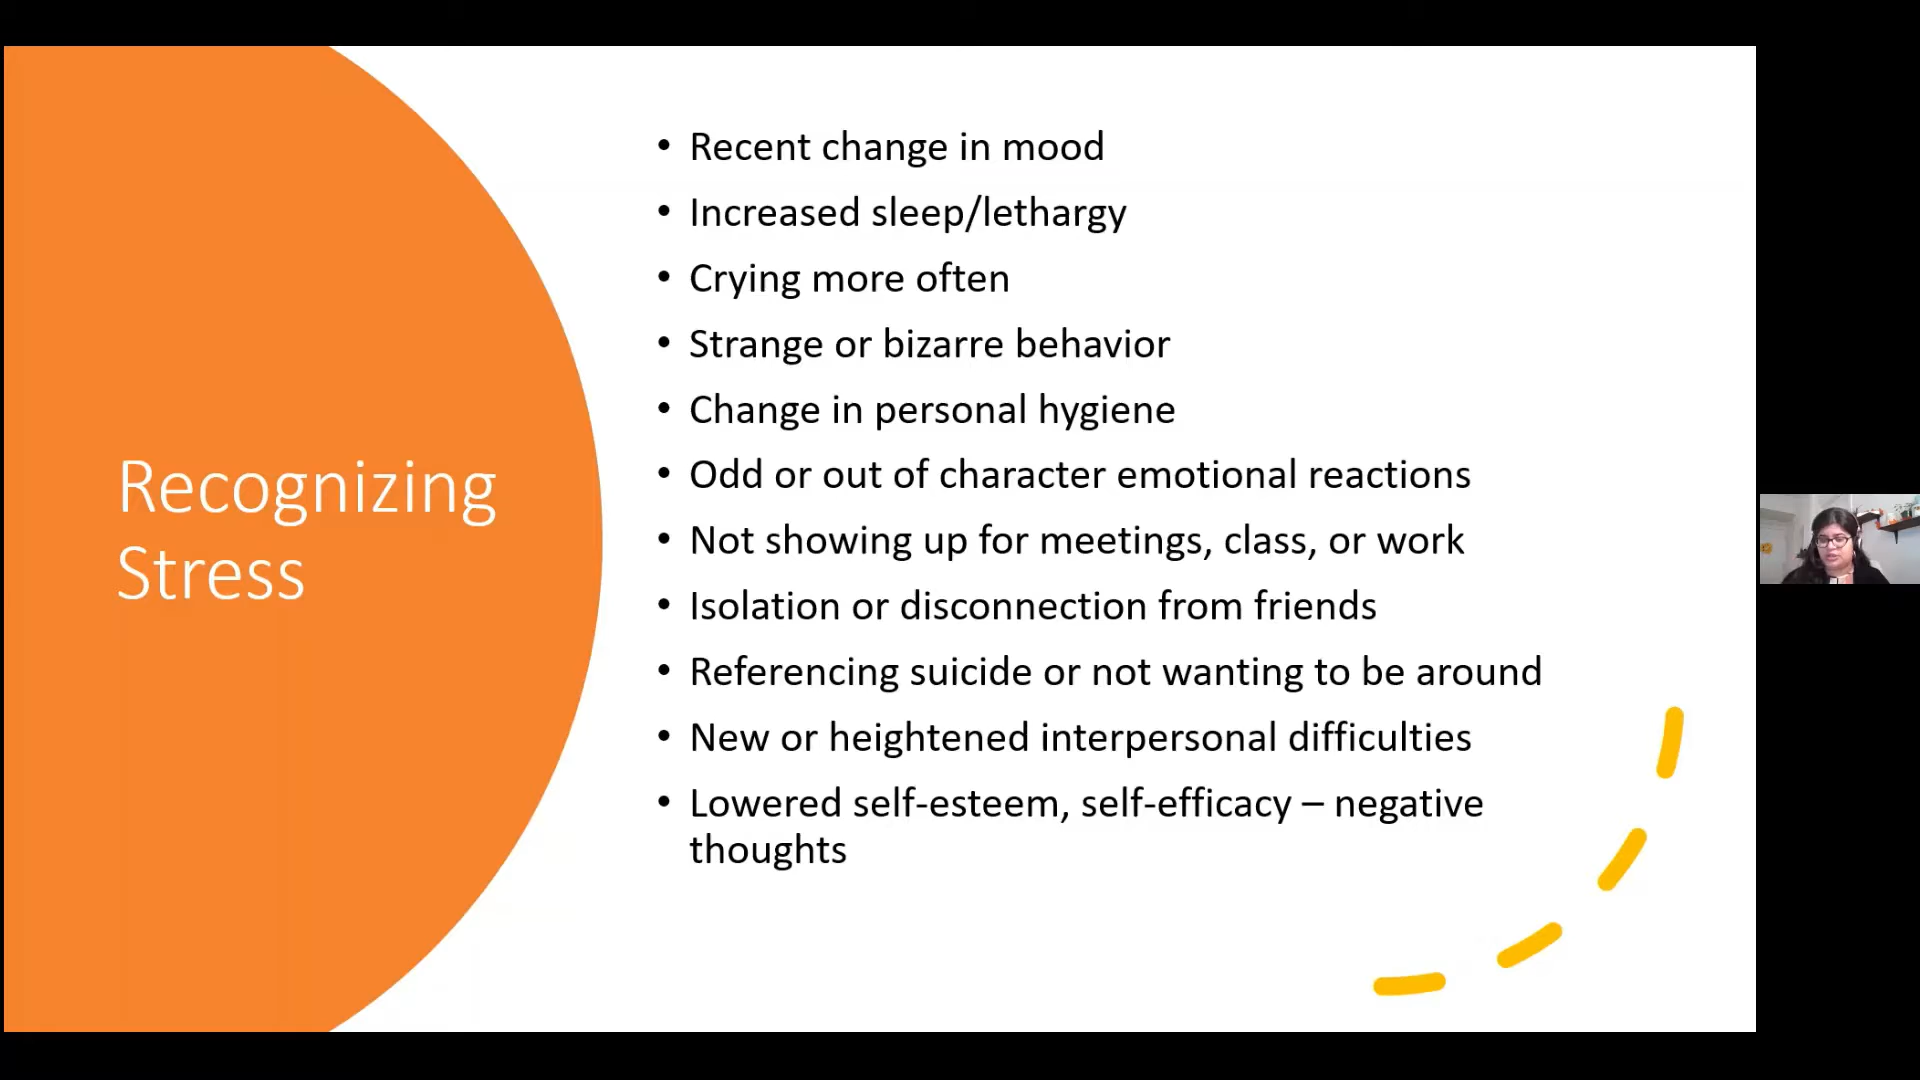 Recognizing
Stress
• Recent change in mood
• Increased sleep/lethargy
• Crying more often
• Strange or bizarre behavior
• Change in personal hygiene
• Odd or out of character emotional reactions
• Not showing up for meetings, class, or work
• Isolation or disconnection from friends
• Referencing suicide or not wanting to be around
• New or heightened interpersonal difficulties
• Lowered self-esteem, self-efficacy – negative
thoughts